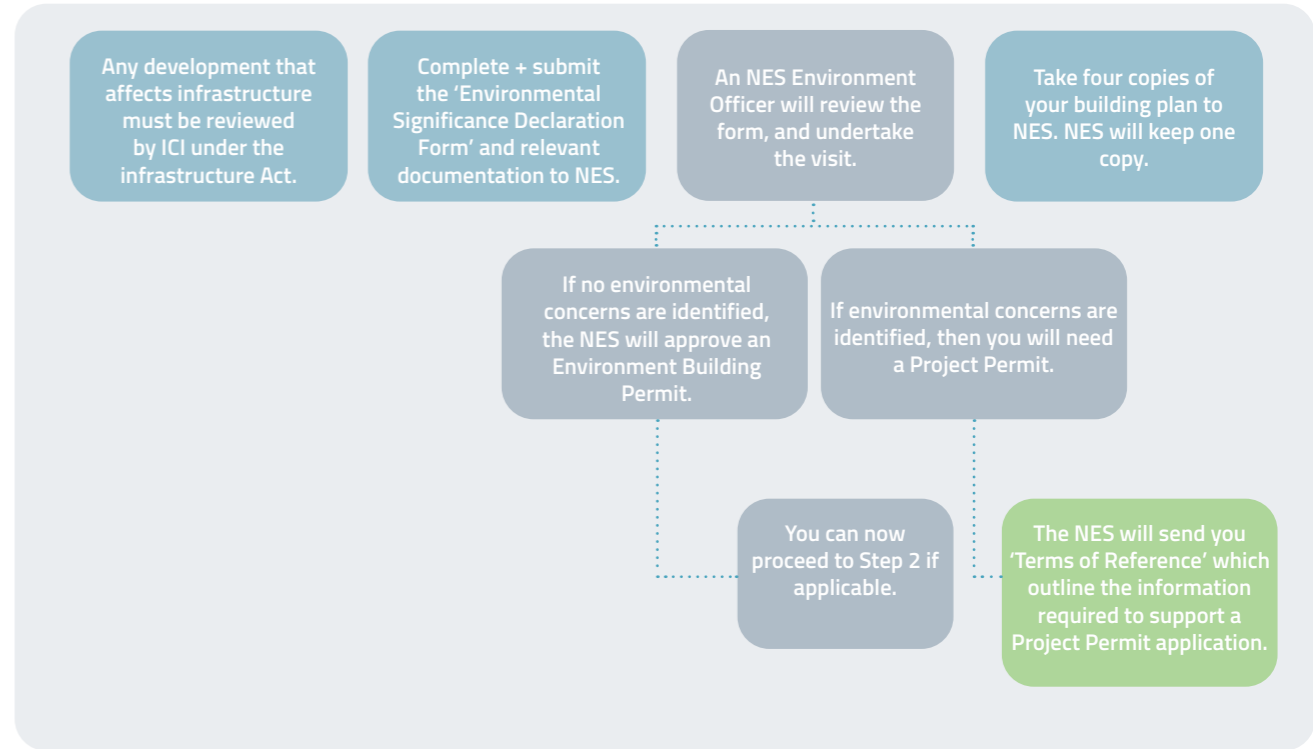 Any development that
affects infrastructure
must be reviewed
by ICI under the
infrastructure Act.
Complete + submit
the ‘Environmental
Significance Declaration
Form’ and relevant
documentation to NES.
An NES Environment
Officer will review the
form, and undertake
the visit.
Take four copies of
your building plan to
NES. NES will keep one
copy.
If no environmental
concerns are identified,
the NES will approve an
Environment Building
Permit.
If environmental concerns are
identified, then you will need
a Project Permit.
You can now
proceed to Step 2 if
applicable.
The NES will send you
‘Terms of Reference’ which
outline the information
required to support a
Project Permit application.